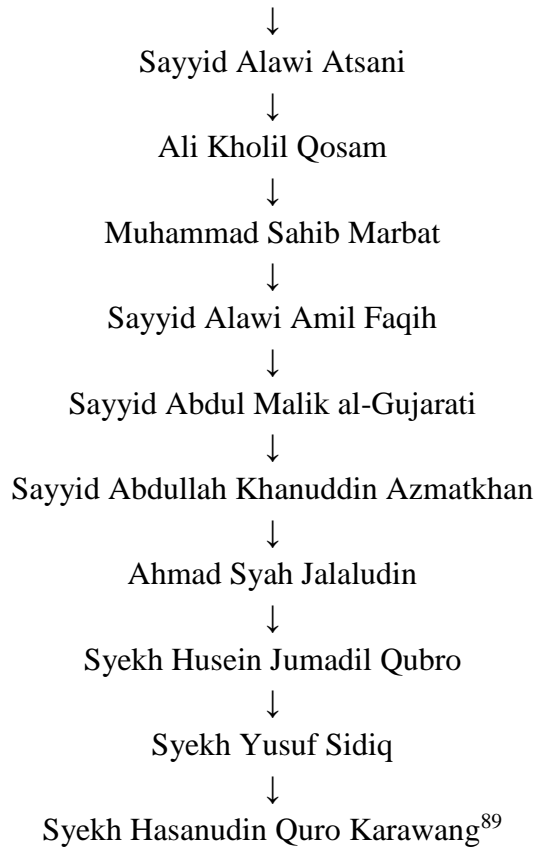 ↓
Sayyid Alawi Atsani
↓
Ali Kholil Qosam
↓
Muhammad Sahib Marbat
↓
Sayyid Alawi Amil Faqih
↓
Sayyid Abdul Malik al-Gujarati
↓
Sayyid Abdullah Khanuddin Azmatkhan
↓
Ahmad Syah Jalaludin
↓
Syekh Husein Jumadil Qubro
↓
Syekh Yusuf Sidiq
↓
Syekh Hasanudin Quro Karawang⁸⁹